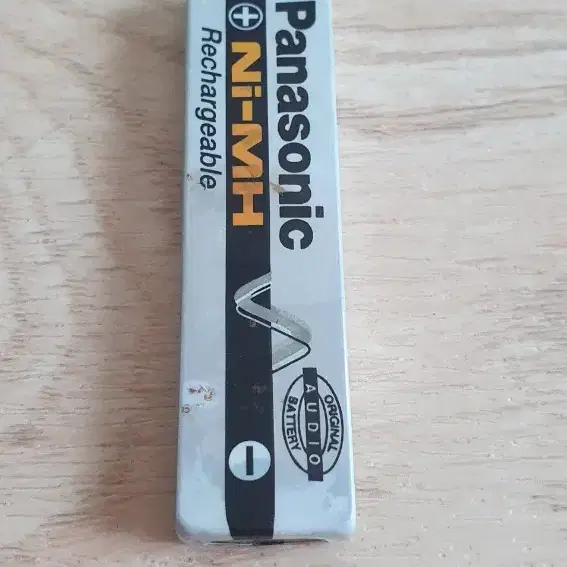 Panasonic
+ Ni-MH
Rechargeable
ORIGINAL
AUDIO
BATTERY
−